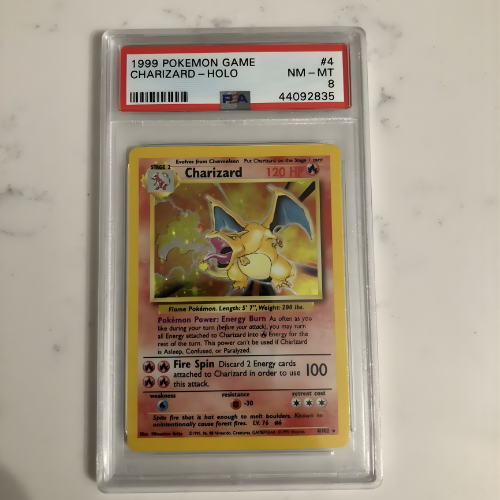 1999 POKEMON GAME #4
CHARIZARD – HOLO NM – MT
8
PSA 44092835
Evolves from Charmeleon Put Charizard on the Stage 1 card
STAGE 2
Charizard 120 HP
Flame Pokémon. Length: 5' 7", Weight: 200 lbs.
Pokémon Power: Energy Burn As often as you
like during your turn (before your attack), you may turn
all Energy attached to Charizard into Energy for the
rest of the turn. This power can't be used if Charizard
is Asleep, Confused, or Paralyzed.
Fire Spin Discard 2 Energy cards
attached to Charizard in order to use 100
this attack.
weakness resistance retreat cost
-30
Spits fire that is hot enough to melt boulders. Known to
unintentionally cause forest fires. LV. 76 #6
4/102